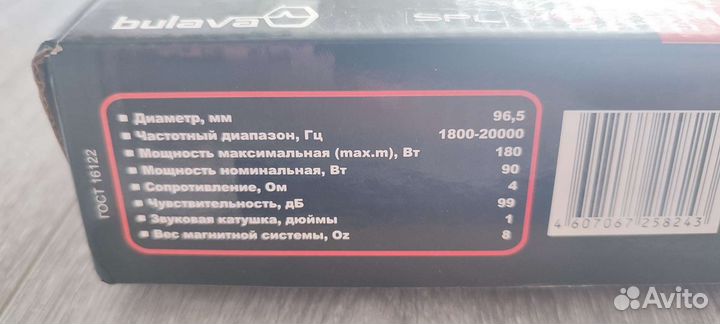 bulava
SPL
Диаметр, мм 96,5
Частотный диапазон, Гц 1800-20000
Мощность максимальная (max.m), Вт 180
Мощность номинальная, Вт 90
Сопротивление, Ом 4
Чувствительность, дБ 99
Звуковая катушка, дюймы 1
Вес магнитной системы, Oz 8
ГОСТ 16122
4 607067 258243
Avito